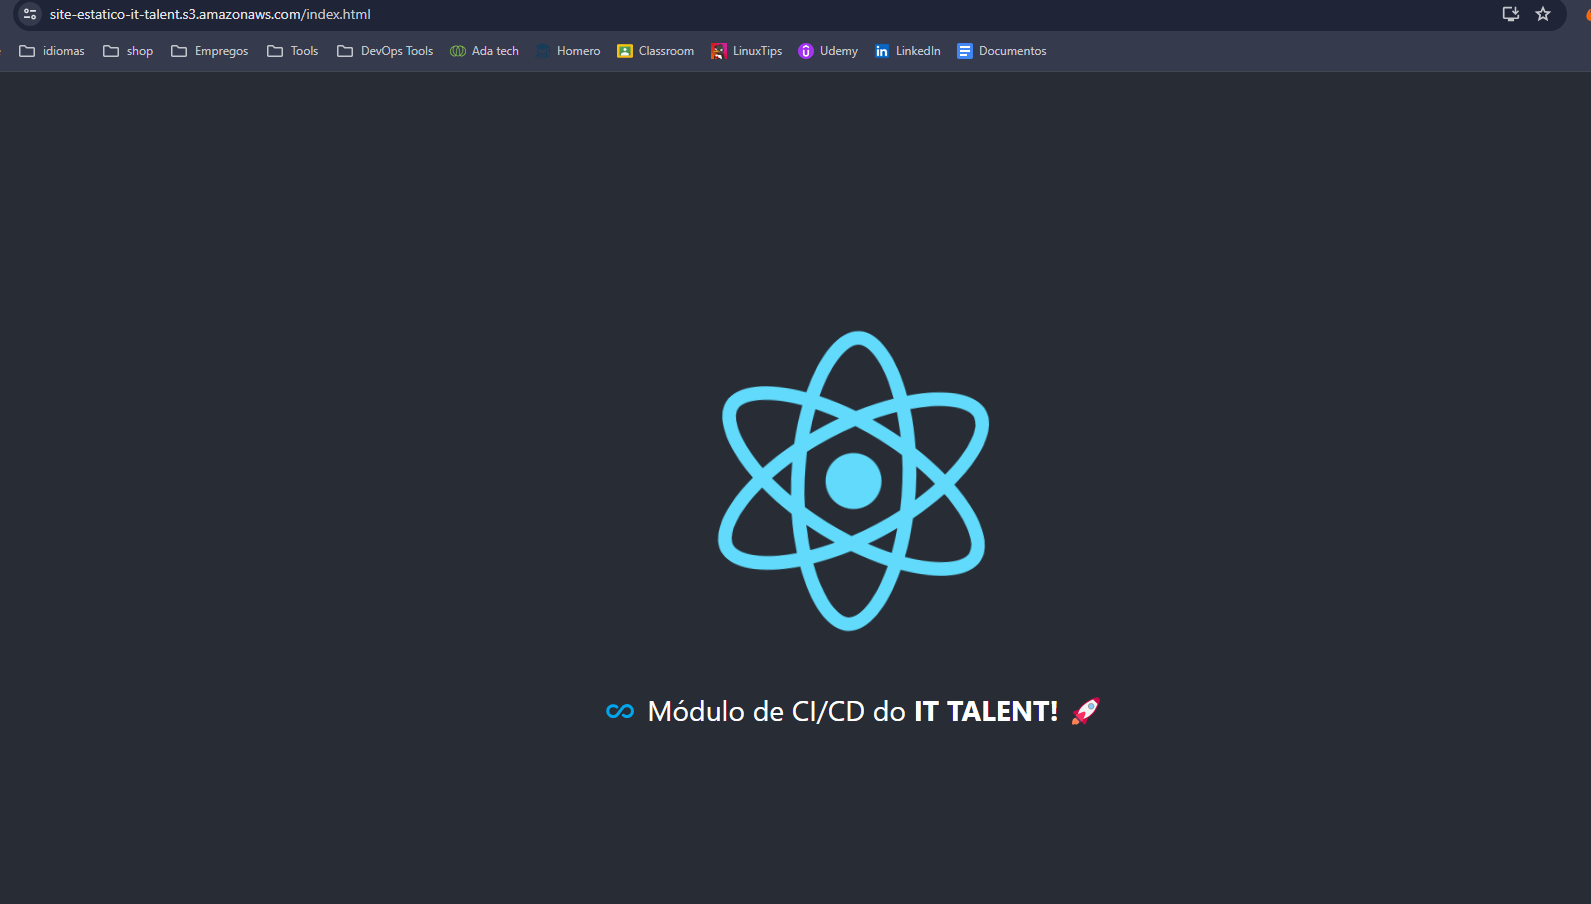 site-estatico-it-talent.s3.amazonaws.com/index.html
idiomas shop Empregos Tools DevOps Tools Ada tech Homero Classroom LinuxTips Udemy LinkedIn Documentos
∞ Módulo de CI/CD do IT TALENT! 🚀